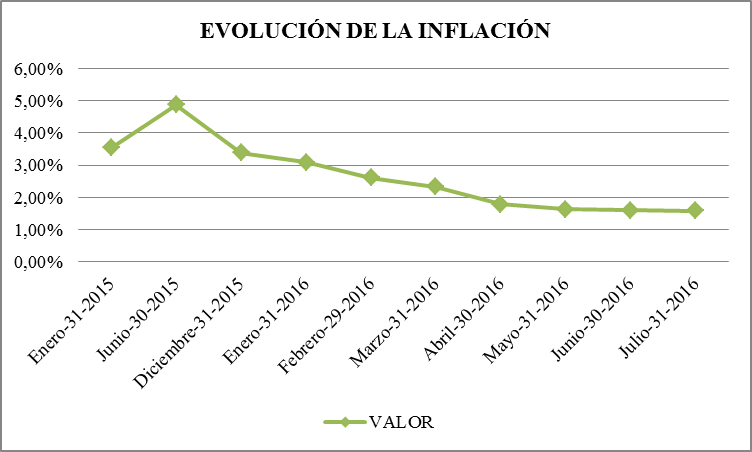 EVOLUCIÓN DE LA INFLACIÓN
6,00%
5,00%
4,00%
3,00%
2,00%
1,00%
0,00%
Enero-31-2015
Junio-30-2015
Diciembre-31-2015
Enero-31-2016
Febrero-29-2016
Marzo-31-2016
Abril-30-2016
Mayo-31-2016
Junio-30-2016
Julio-31-2016
VALOR